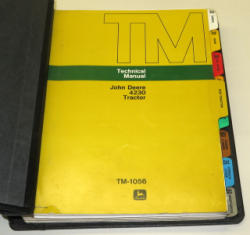 TM
Technical
Manual
John Deere
4230
Tractor
TM-1056